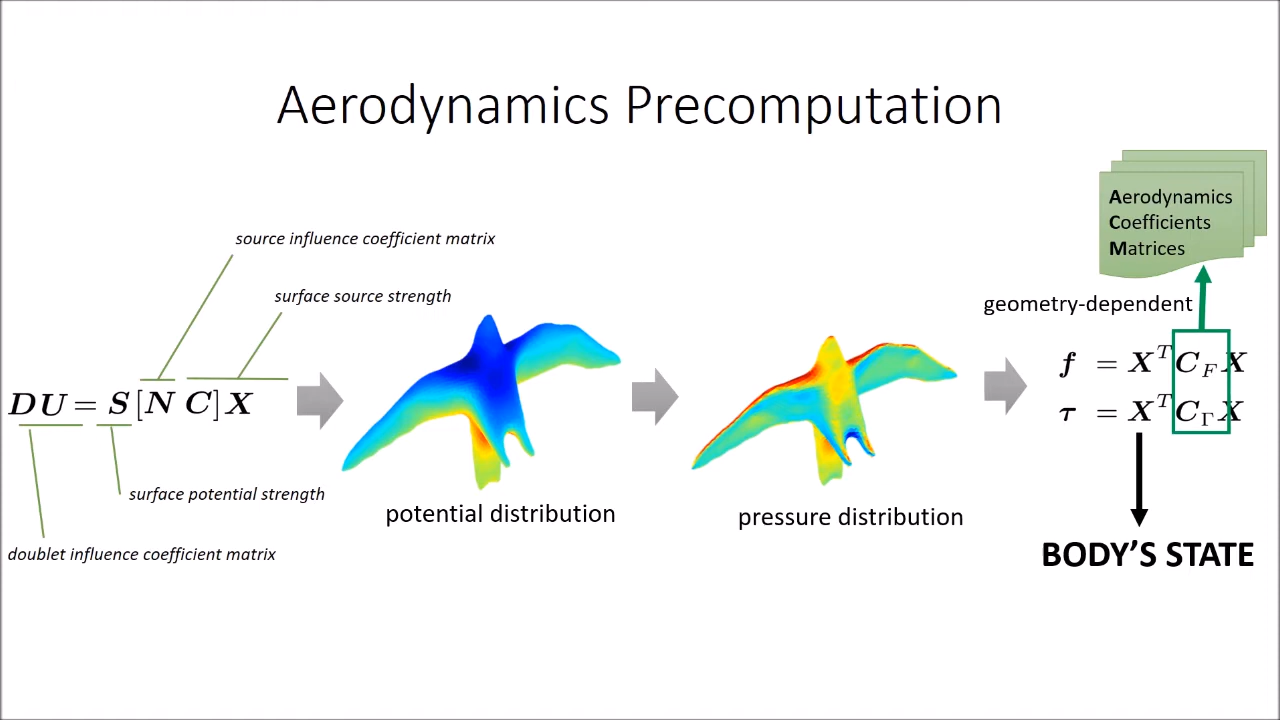 Aerodynamics Precomputation
Aerodynamics
Coefficients
Matrices
source influence coefficient matrix
surface source strength
geometry-dependent
DU = S[N C]X
f = X^T C_F X
τ = X^T C_Γ X
surface potential strength
potential distribution
pressure distribution
doublet influence coefficient matrix
BODY'S STATE